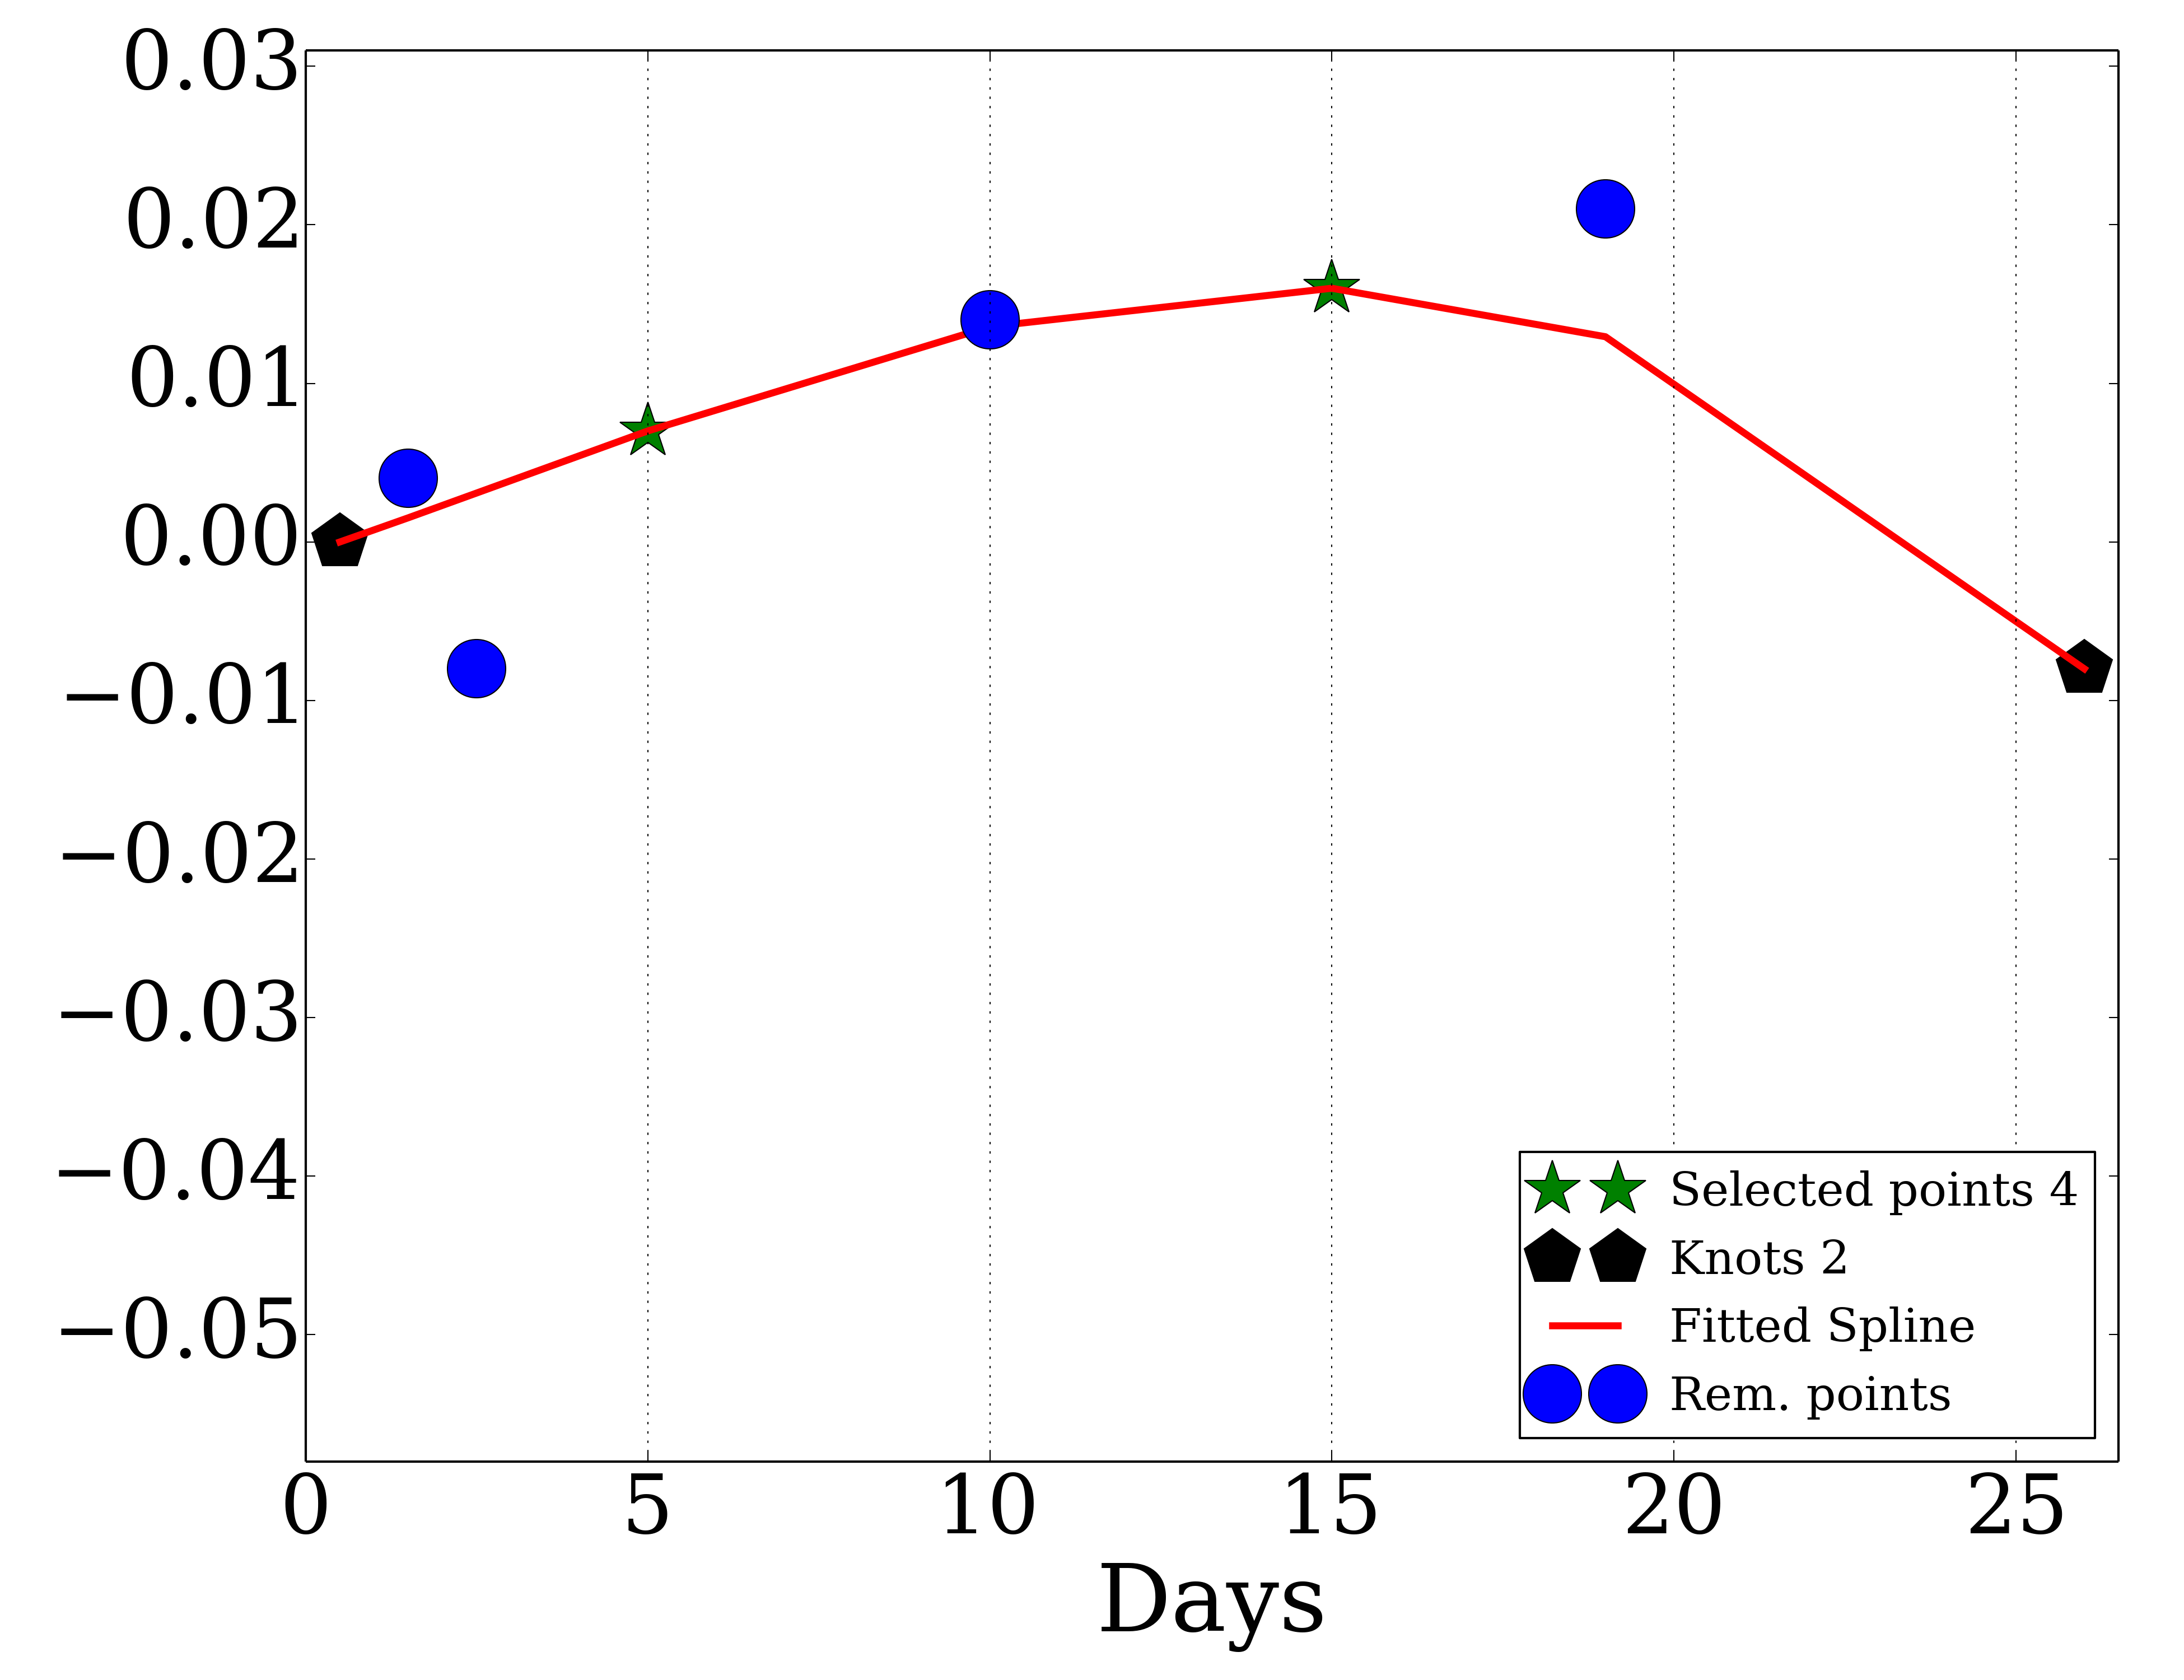 0.03
0.02
0.01
0.00
−0.01
−0.02
−0.03
−0.04
−0.05
Selected points 4
Knots 2
Fitted Spline
Rem. points
0 5 10 15 20 25
Days